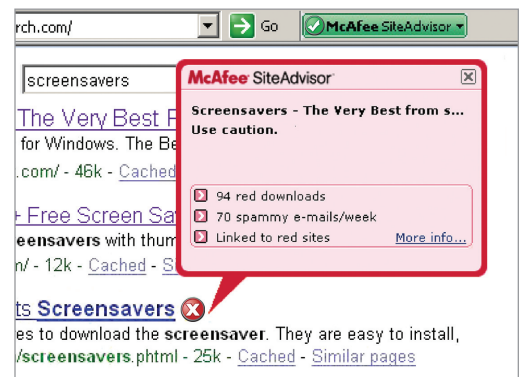 rch.com/
Go
McAfee SiteAdvisor
screensavers
The Very Best
for Windows. The Be
.com/ - 46k - Cached
McAfee SiteAdvisor
Screensavers - The Very Best from s...
Use caution.
94 red downloads
70 spammy e-mails/week
Linked to red sites More info...
Free Screen Sa
eensavers with thum
n/ - 12k - Cached - S
ts Screensavers
es to download the screensaver. They are easy to install,
/screensavers.phtml - 25k - Cached - Similar pages